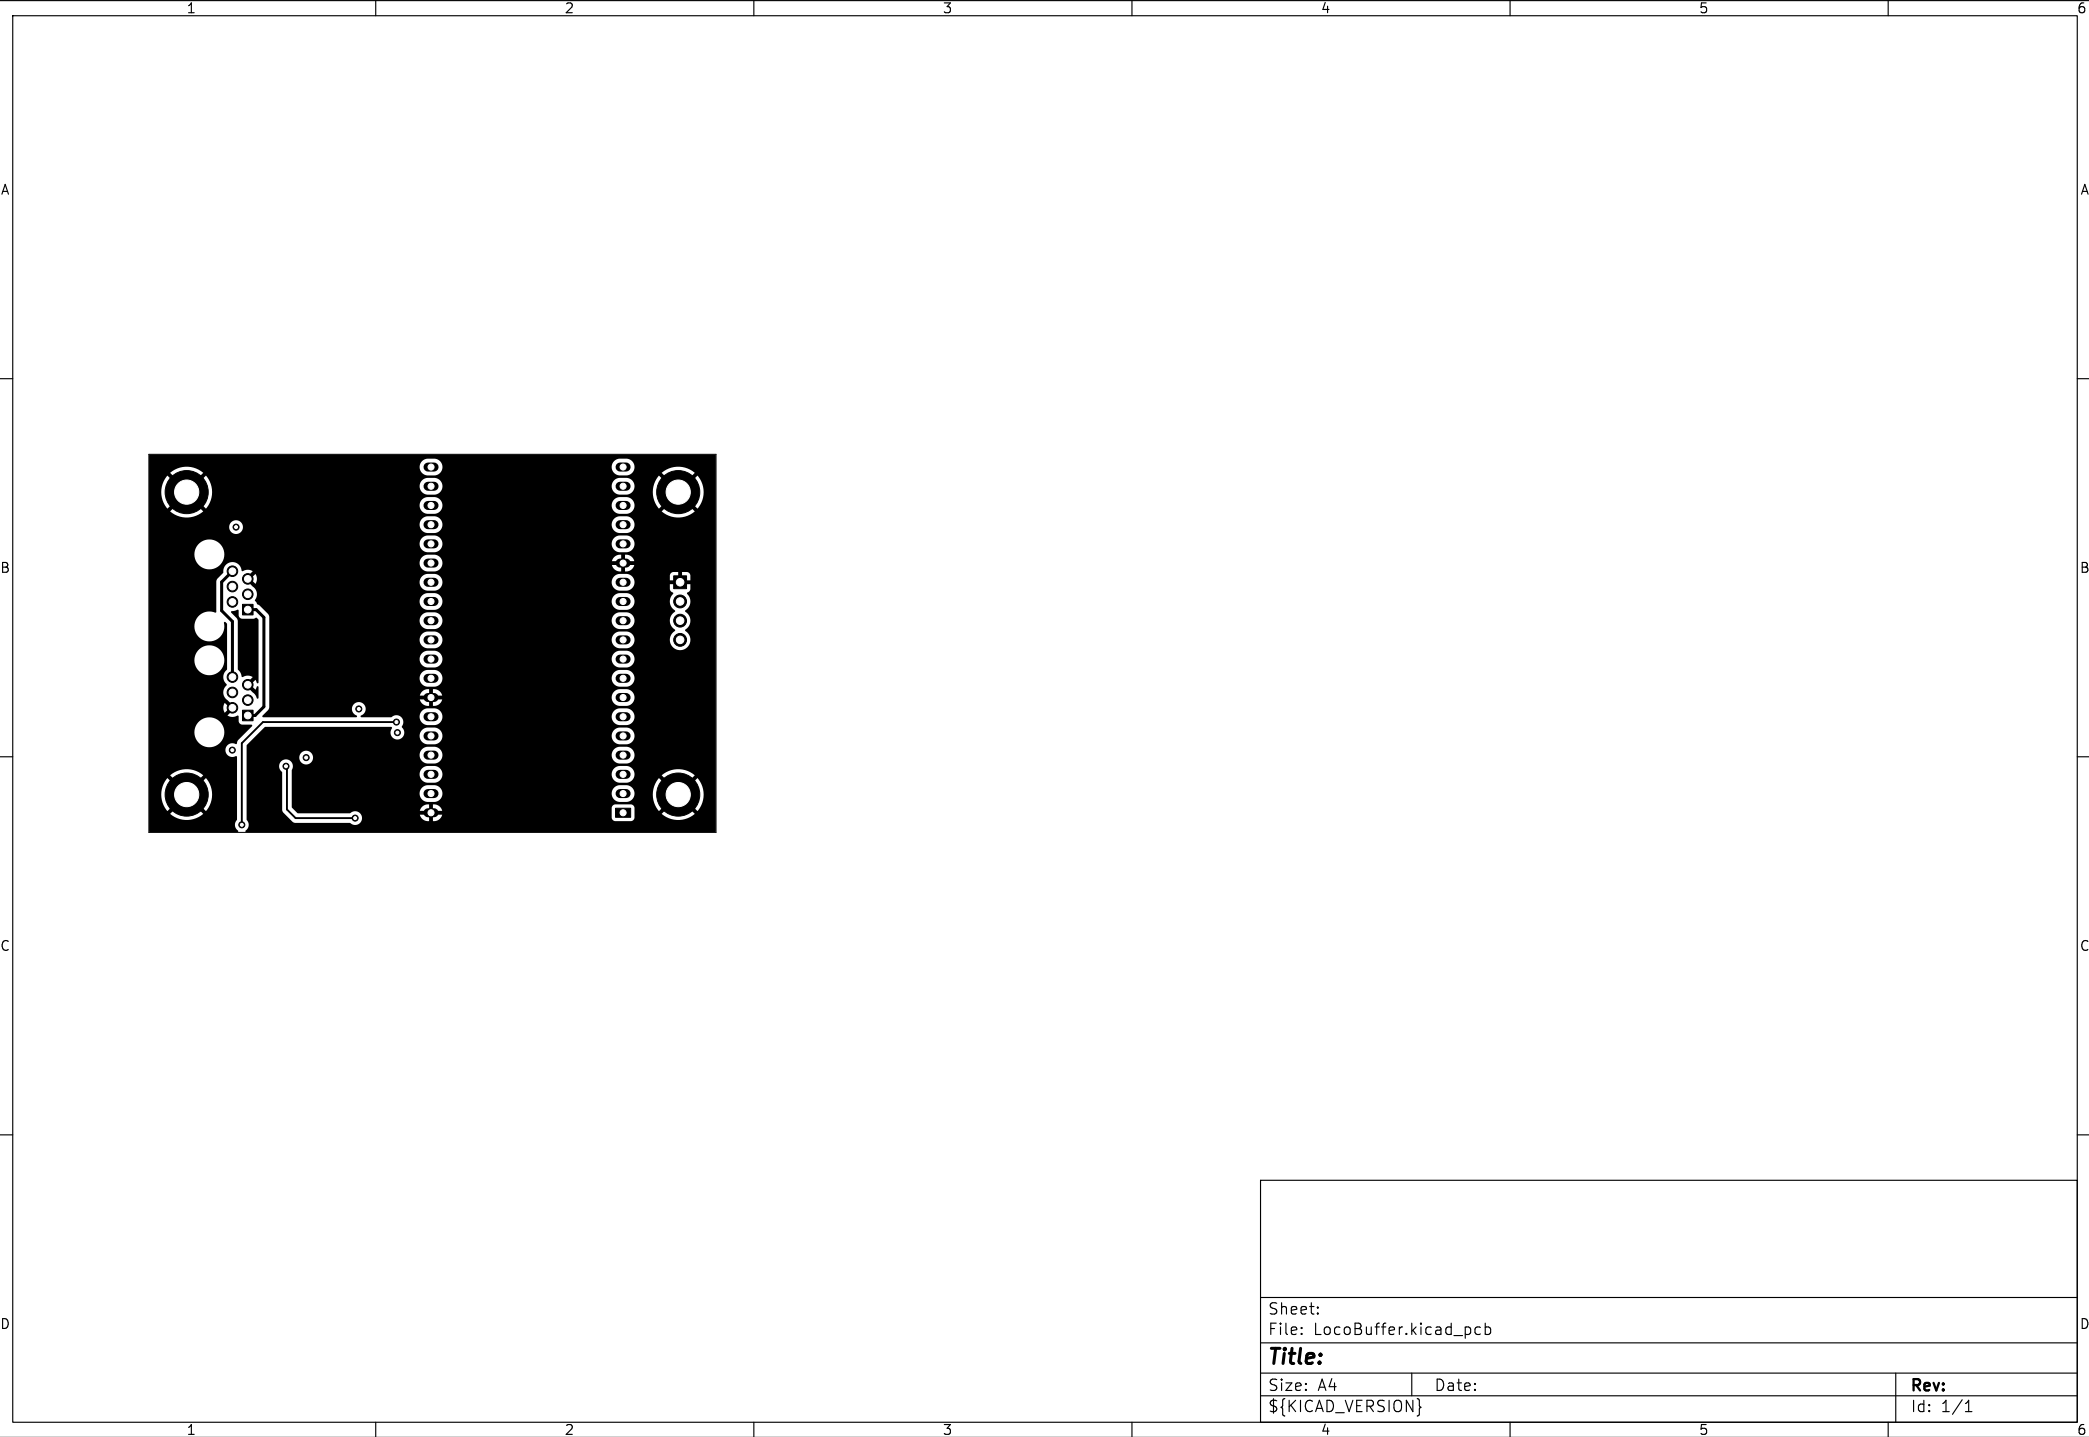 1 2 3 4 5 6
A A
B B
C C
D D
Sheet:
File: LocoBuffer.kicad_pcb
Title:
Size: A4 Date: Rev:
${KICAD_VERSION} Id: 1/1
1 2 3 4 5 6